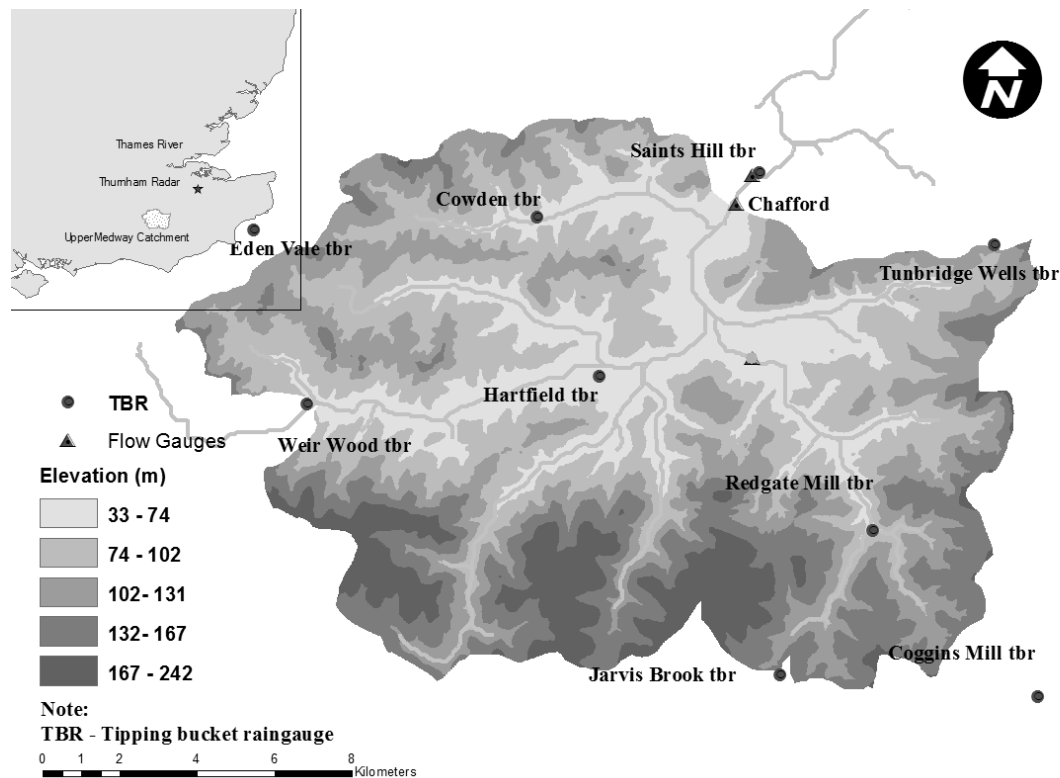 Thames River
Thurnham Radar
Upper Medway Catchment
Eden Vale tbr
N
Saints Hill tbr
Cowden tbr
Chafford
Tunbridge Wells tbr
Hartfield tbr
Weir Wood tbr
Redgate Mill tbr
Jarvis Brook tbr
Coggins Mill tbr
TBR
Flow Gauges
Elevation (m)
33 - 74
74 - 102
102- 131
132- 167
167 - 242
Note:
TBR - Tipping bucket raingauge
0 1 2 4 6 8
Kilometers